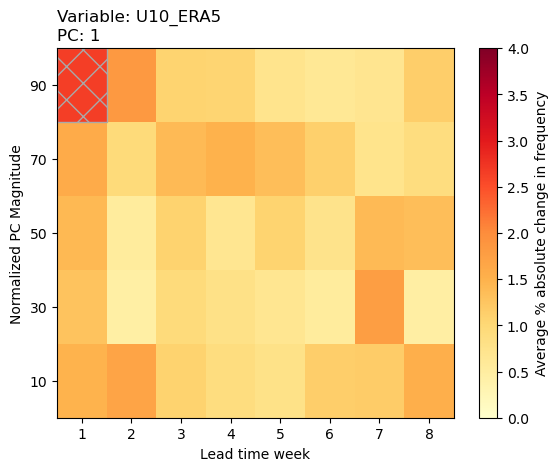 Variable: U10_ERA5
PC: 1
90
70
50
30
10
Normalized PC Magnitude
1 2 3 4 5 6 7 8
Lead time week
4.0
3.5
3.0
2.5
2.0
1.5
1.0
0.5
0.0
Average % absolute change in frequency